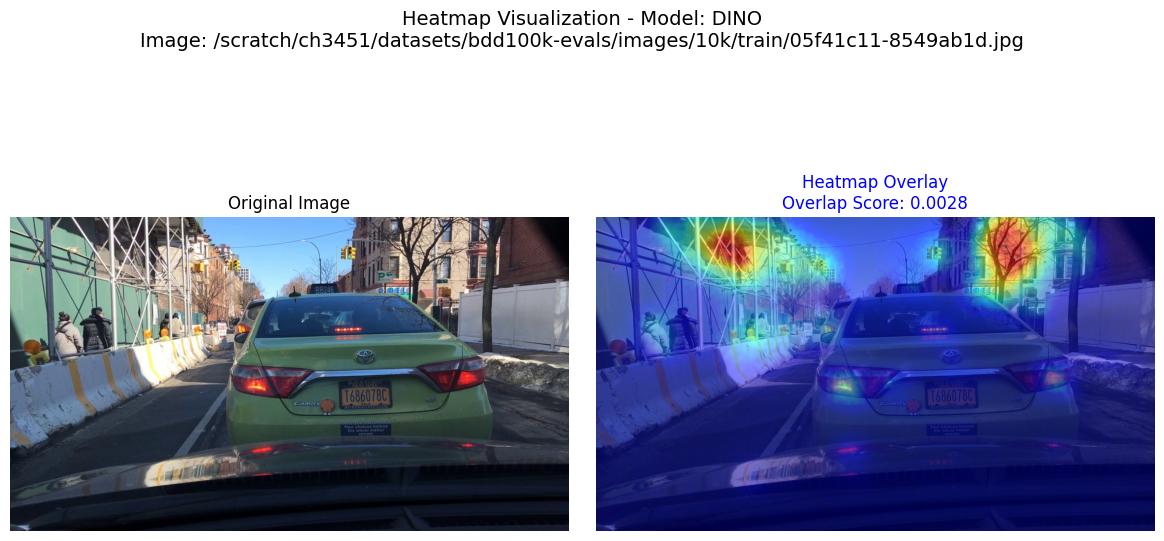 Heatmap Visualization - Model: DINO
Image: /scratch/ch3451/datasets/bdd100k-evals/images/10k/train/05f41c11-8549ab1d.jpg
Original Image
Heatmap Overlay
Overlap Score: 0.0028
T686078C
T686078C